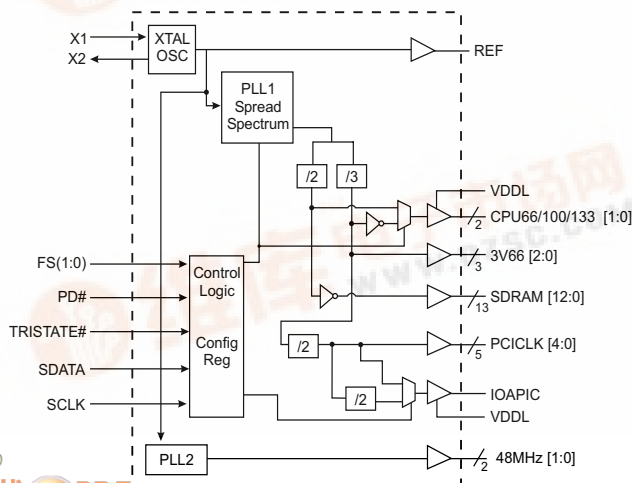 X1
X2
XTAL
OSC
REF
PLL1
Spread
Spectrum
/2
/3
VDDL
CPU66/100/133 [1:0]
2
3V66 [2:0]
3
SDRAM [12:0]
13
FS(1:0)
PD#
TRISTATE#
SDATA
SCLK
Control
Logic
Config
Reg
/2
PCICLK [4:0]
5
/2
IOAPIC
VDDL
PLL2
48MHz [1:0]
2